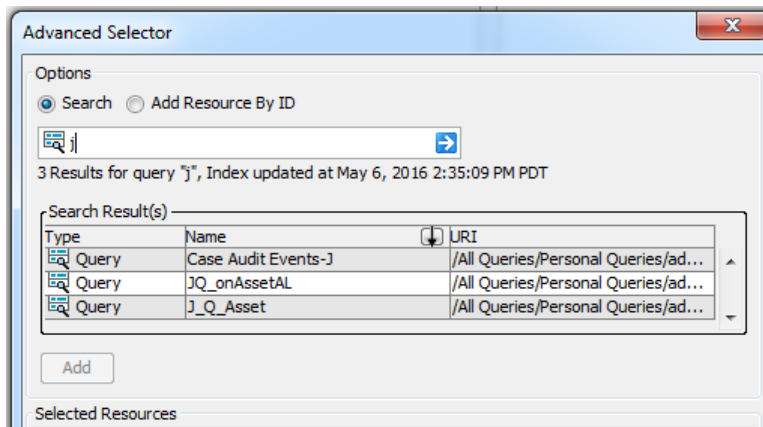 Advanced Selector
Options
Search Add Resource By ID
j
3 Results for query "j", Index updated at May 6, 2016 2:35:09 PM PDT
Search Result(s)
Type Name URI
Query Case Audit Events-J /All Queries/Personal Queries/ad...
Query JQ_onAssetAL /All Queries/Personal Queries/ad...
Query J_Q_Asset /All Queries/Personal Queries/ad...
Add
Selected Resources